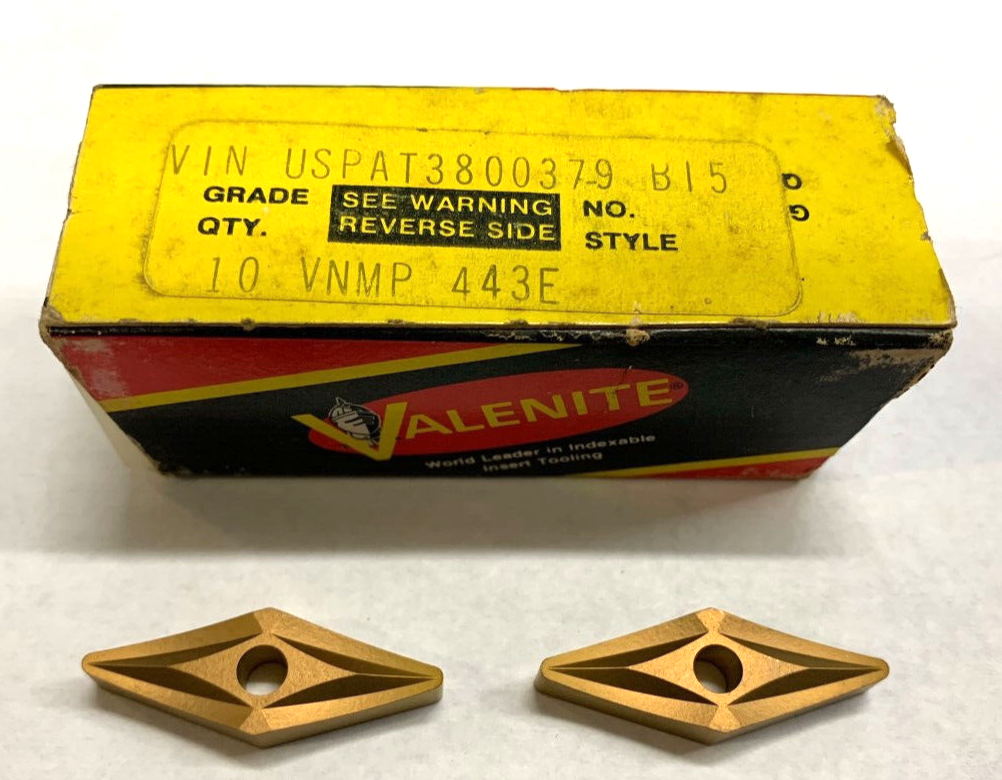 VIN USPAT3800379 B15
GRADE SEE WARNING NO.
QTY. REVERSE SIDE STYLE
10 VNMP 443E
VALENITE®
World Leader in Indexable
Insert Tooling